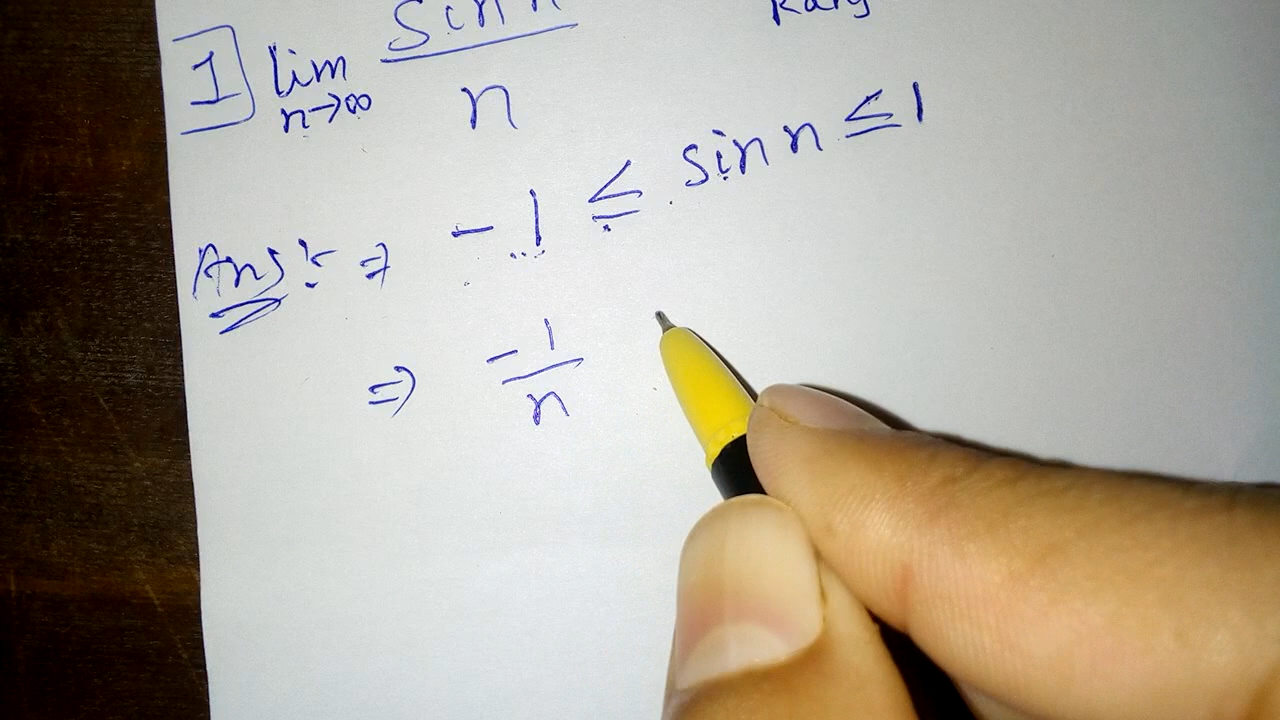 1] lim n→∞ sin n / n
Ans:- ⇒ -1 ≤ sin n ≤ 1
⇒ -1/n